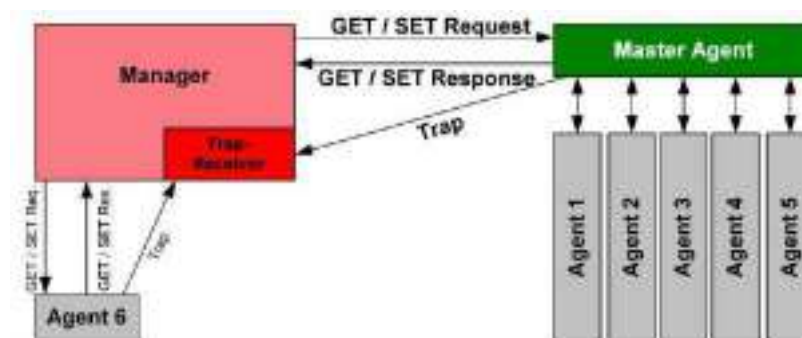 GET / SET Request
Manager
Master Agent
GET / SET Response
Trap
Trap-
Receiver
GET / SET Req.
GET / SET Res.
Trap
Agent 1
Agent 2
Agent 3
Agent 4
Agent 5
Agent 6